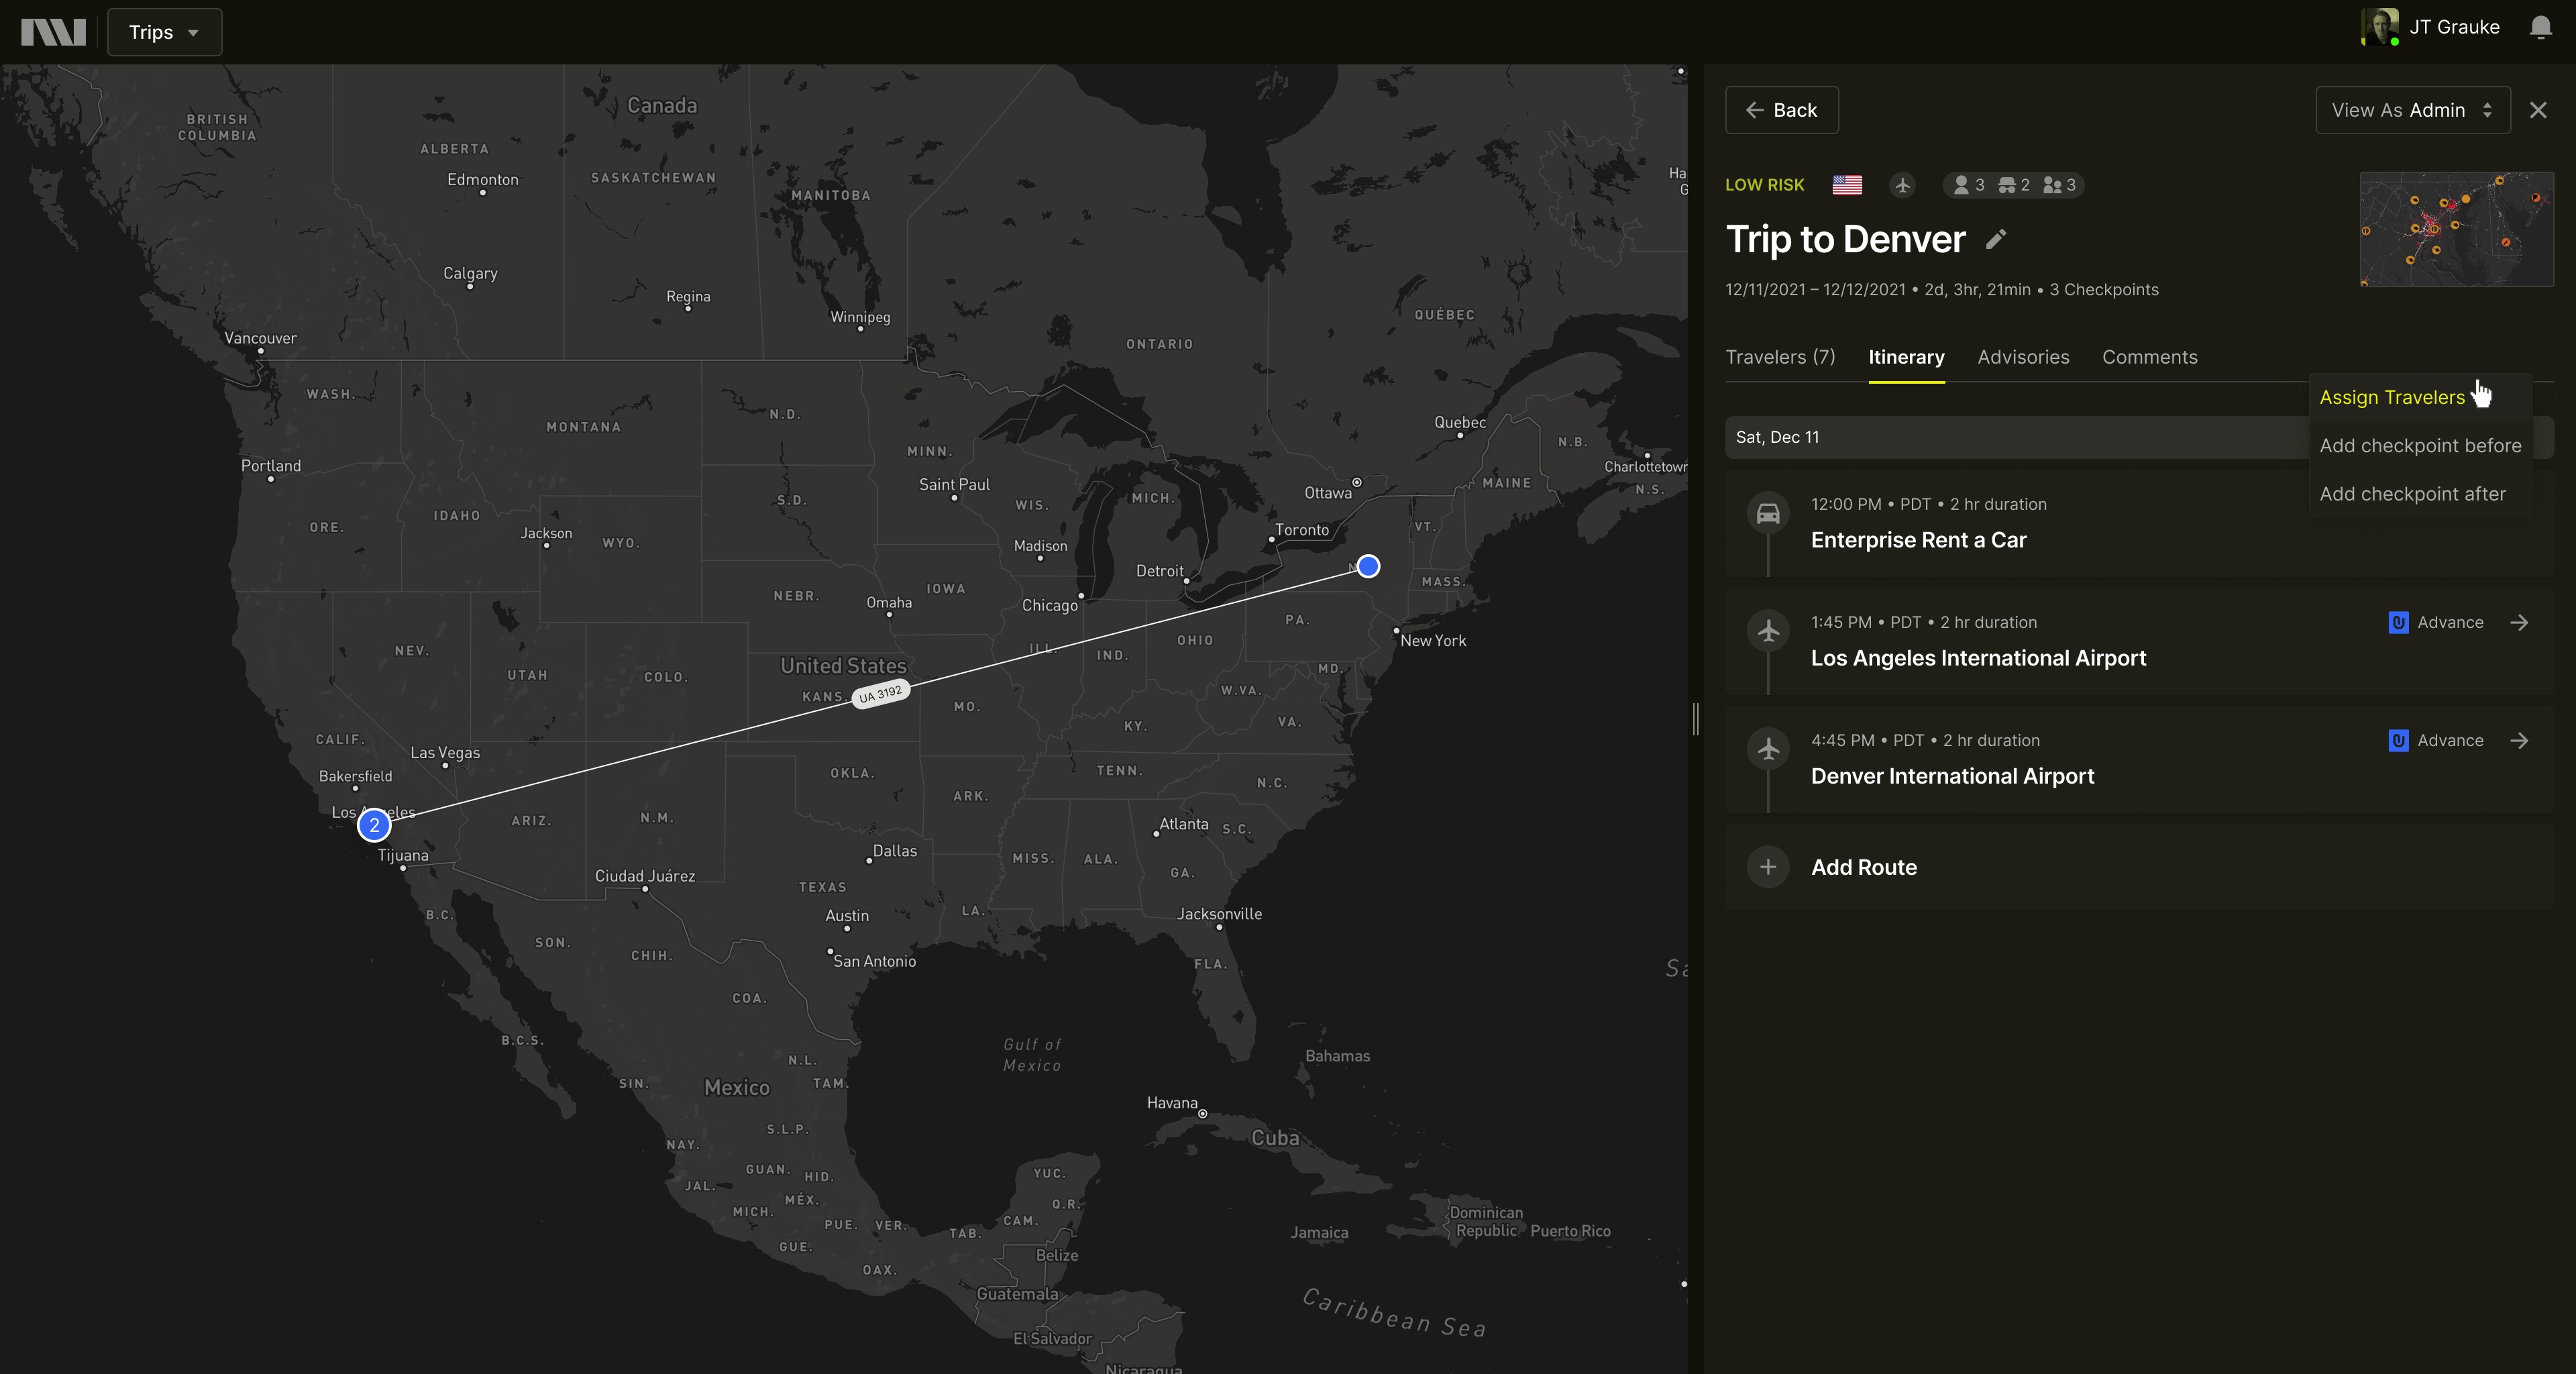 Trips
JT Grauke
Back
View As Admin
LOW RISK
3 2 3
Trip to Denver
12/11/2021 – 12/12/2021 • 2d, 3hr, 21min • 3 Checkpoints
Travelers (7)
Itinerary
Advisories
Comments
Assign Travelers
Add checkpoint before
Add checkpoint after
Sat, Dec 11
12:00 PM • PDT • 2 hr duration
Enterprise Rent a Car
1:45 PM • PDT • 2 hr duration
Los Angeles International Airport
Advance
4:45 PM • PDT • 2 hr duration
Denver International Airport
Advance
Add Route
Canada
BRITISH
COLUMBIA
ALBERTA
Edmonton
SASKATCHEWAN
MANITOBA
Calgary
Regina
Winnipeg
Vancouver
ONTARIO
QUÉBEC
WASH.
MONTANA
N.D.
MINN.
Quebec
N.B.
Portland
Charlottetown
Saint Paul
WIS.
MICH.
Ottawa
MAINE
N.S.
ORE.
IDAHO
Jackson
WYO.
S.D.
Madison
Toronto
VT.
Detroit
MASS.
NEBR.
Omaha
IOWA
Chicago
PA.
New York
NEV.
UTAH
COLO.
United States
KANS.
UA 3192
ILL.
IND.
OHIO
MD.
MO.
W.VA.
KY.
VA.
CALIF.
Las Vegas
Bakersfield
OKLA.
TENN.
N.C.
ARK.
Los Angeles
2
ARIZ.
N.M.
Atlanta
S.C.
Tijuana
Dallas
MISS.
ALA.
GA.
Ciudad Juárez
TEXAS
LA.
B.C.
Austin
Jacksonville
SON.
CHIH.
San Antonio
FLA.
COA.
B.C.S.
Gulf of
Mexico
Bahamas
N.L.
SIN.
Mexico
TAM.
Havana
S.L.P.
Cuba
NAY.
GUAN.
HID.
YUC.
JAL.
MÉX.
Q.R.
MICH.
PUE.
VER.
CAM.
TAB.
Dominican
Republic
Jamaica
Puerto Rico
GUE.
Belize
OAX.
Guatemala
Caribbean Sea
El Salvador
Nicaragua